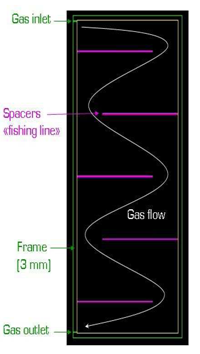 Gas inlet
Spacers
«fishing line»
Gas flow
Frame
[3 mm]
Gas outlet